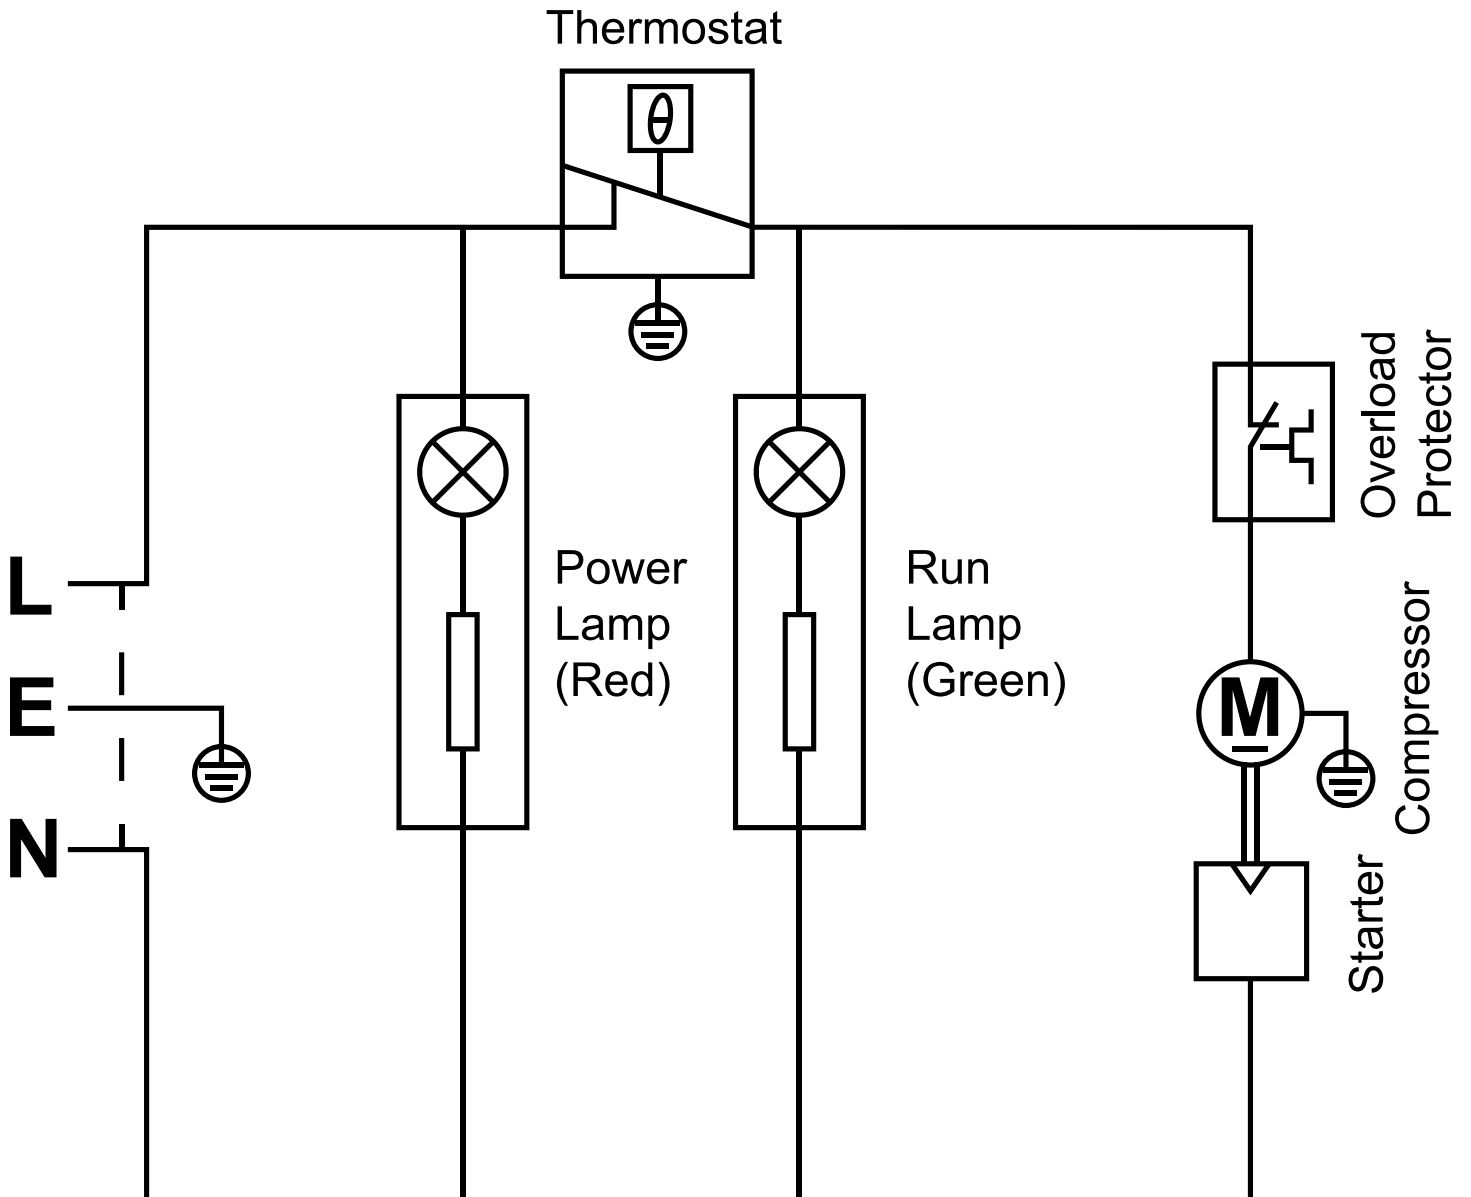 Thermostat
θ
L
E
N
Power
Lamp
(Red)
Run
Lamp
(Green)
Overload
Protector
M
Compressor
Starter